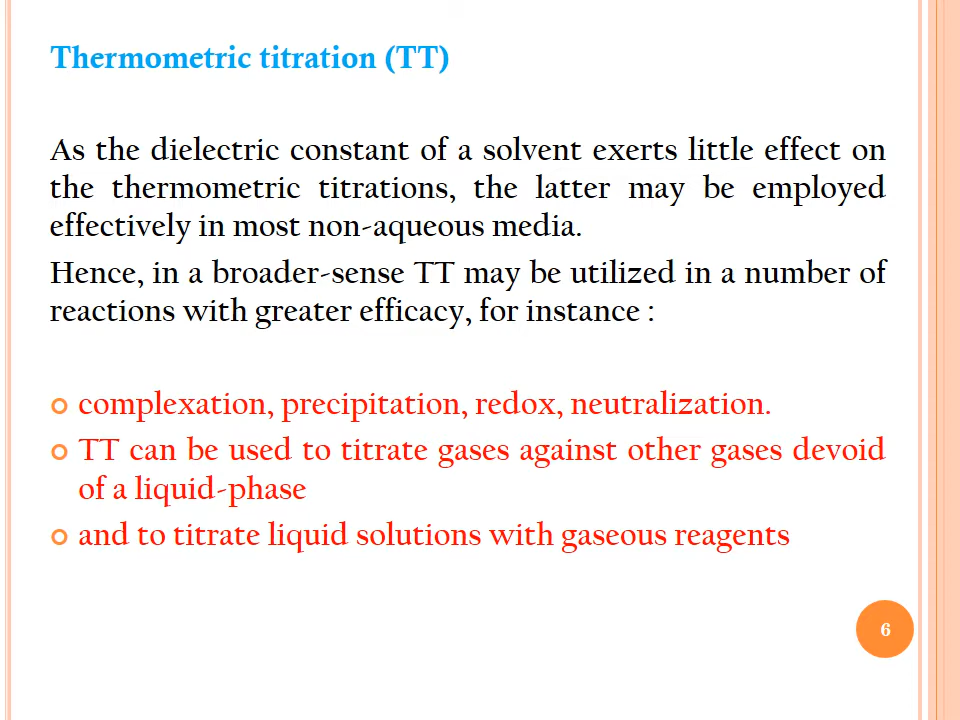 Thermometric titration (TT)
As the dielectric constant of a solvent exerts little effect on
the thermometric titrations, the latter may be employed
effectively in most non-aqueous media.
Hence, in a broader-sense TT may be utilized in a number of
reactions with greater efficacy, for instance :
complexation, precipitation, redox, neutralization.
TT can be used to titrate gases against other gases devoid
of a liquid-phase
and to titrate liquid solutions with gaseous reagents
6